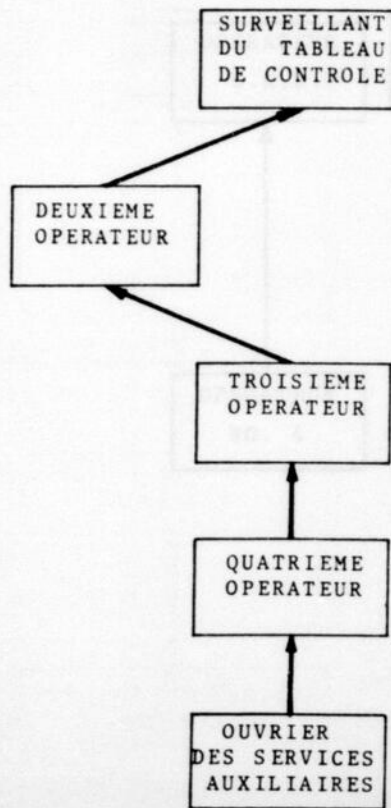 SURVEILLANT
DU TABLEAU
DE CONTROLE
DEUXIEME
OPERATEUR
TROISIEME
OPERATEUR
QUATRIEME
OPERATEUR
OUVRIER
DES SERVICES
AUXILIAIRES